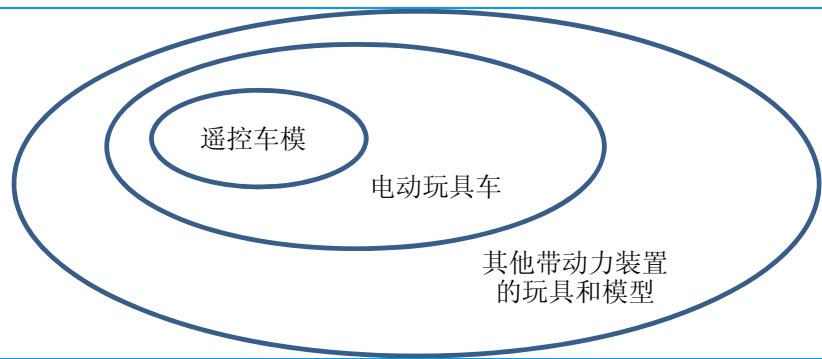 遥控车模
电动玩具车
其他带动力装置
的玩具和模型